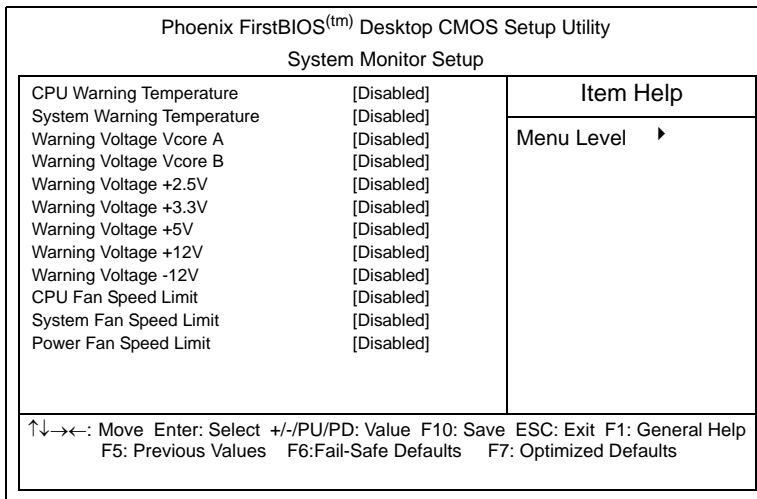 Phoenix FirstBIOS(tm) Desktop CMOS Setup Utility
System Monitor Setup
CPU Warning Temperature [Disabled]
System Warning Temperature [Disabled]
Warning Voltage Vcore A [Disabled]
Warning Voltage Vcore B [Disabled]
Warning Voltage +2.5V [Disabled]
Warning Voltage +3.3V [Disabled]
Warning Voltage +5V [Disabled]
Warning Voltage +12V [Disabled]
Warning Voltage -12V [Disabled]
CPU Fan Speed Limit [Disabled]
System Fan Speed Limit [Disabled]
Power Fan Speed Limit [Disabled]
Item Help
Menu Level ▸
↑↓→←: Move Enter: Select +/-/PU/PD: Value F10: Save ESC: Exit F1: General Help
F5: Previous Values F6:Fail-Safe Defaults F7: Optimized Defaults